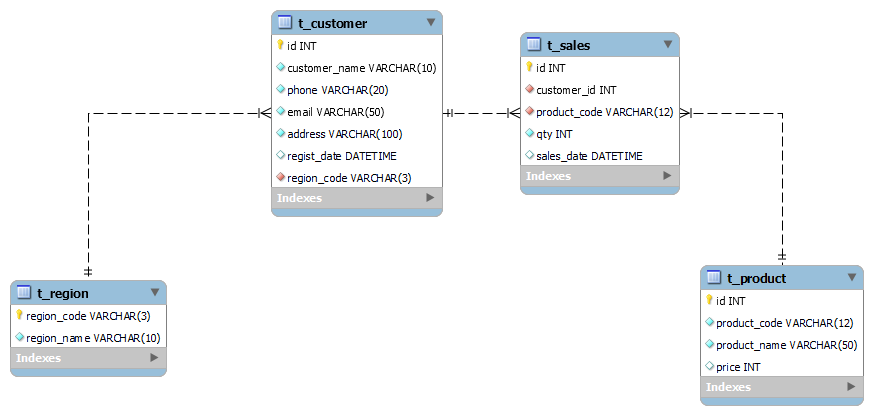 t_customer
id INT
customer_name VARCHAR(10)
phone VARCHAR(20)
email VARCHAR(50)
address VARCHAR(100)
regist_date DATETIME
region_code VARCHAR(3)
Indexes
t_sales
id INT
customer_id INT
product_code VARCHAR(12)
qty INT
sales_date DATETIME
Indexes
t_region
region_code VARCHAR(3)
region_name VARCHAR(10)
Indexes
t_product
id INT
product_code VARCHAR(12)
product_name VARCHAR(50)
price INT
Indexes